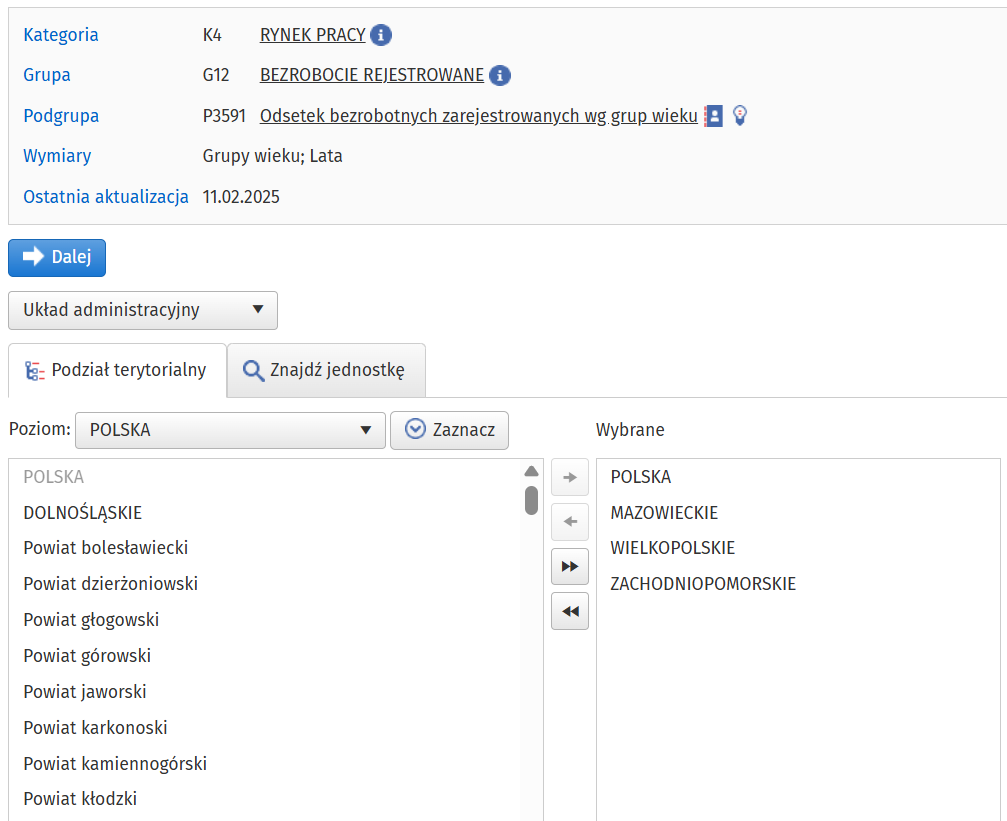 Kategoria K4 RYNEK PRACY
Grupa G12 BEZROBOCIE REJESTROWANE
Podgrupa P3591 Odsetek bezrobotnych zarejestrowanych wg grup wieku
Wymiary Grupy wieku; Lata
Ostatnia aktualizacja 11.02.2025
Dalej
Układ administracyjny
Podział terytorialny Znajdź jednostkę
Poziom: POLSKA Zaznacz Wybrane
POLSKA
DOLNOŚLĄSKIE
Powiat bolesławiecki
Powiat dzierżoniowski
Powiat głogowski
Powiat górowski
Powiat jaworski
Powiat karkonoski
Powiat kamiennogórski
Powiat kłodzki
POLSKA
MAZOWIECKIE
WIELKOPOLSKIE
ZACHODNIOPOMORSKIE